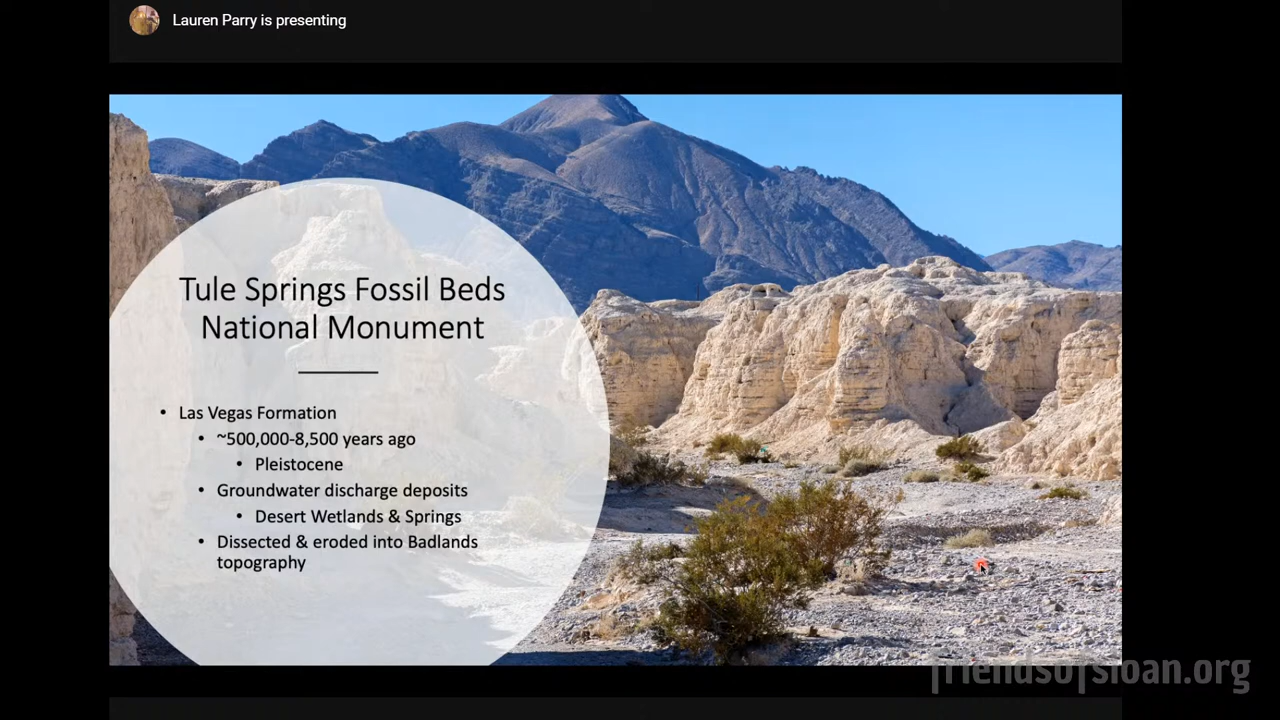 Lauren Parry is presenting
Tule Springs Fossil Beds
National Monument
• Las Vegas Formation
• ~500,000-8,500 years ago
• Pleistocene
• Groundwater discharge deposits
• Desert Wetlands & Springs
• Dissected & eroded into Badlands
topography
friendsofsloan.org